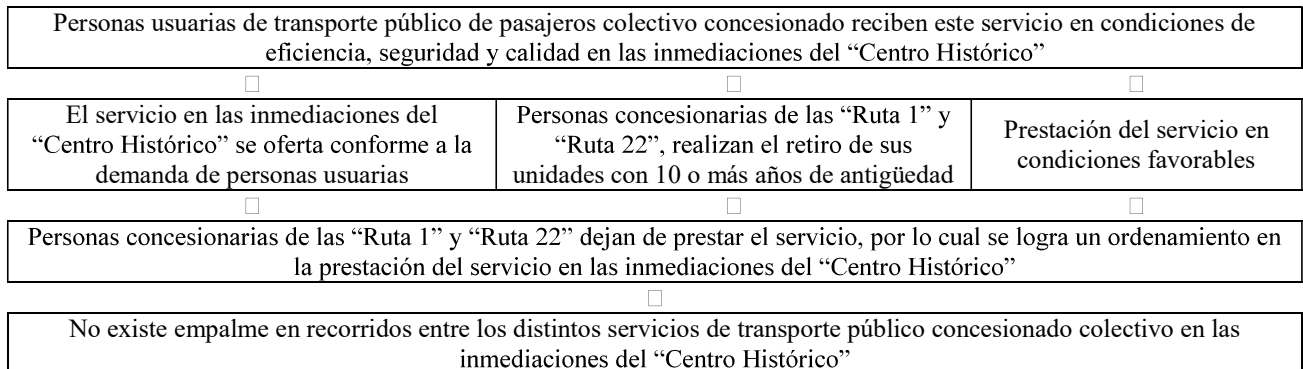 Personas usuarias de transporte público de pasajeros colectivo concesionado reciben este servicio en condiciones de
eficiencia, seguridad y calidad en las inmediaciones del “Centro Histórico”
El servicio en las inmediaciones del
“Centro Histórico” se oferta conforme a la
demanda de personas usuarias
Personas concesionarias de las “Ruta 1” y
“Ruta 22”, realizan el retiro de sus
unidades con 10 o más años de antigüedad
Prestación del servicio en
condiciones favorables
Personas concesionarias de las “Ruta 1” y “Ruta 22” dejan de prestar el servicio, por lo cual se logra un ordenamiento en
la prestación del servicio en las inmediaciones del “Centro Histórico”
No existe empalme en recorridos entre los distintos servicios de transporte público concesionado colectivo en las
inmediaciones del “Centro Histórico”